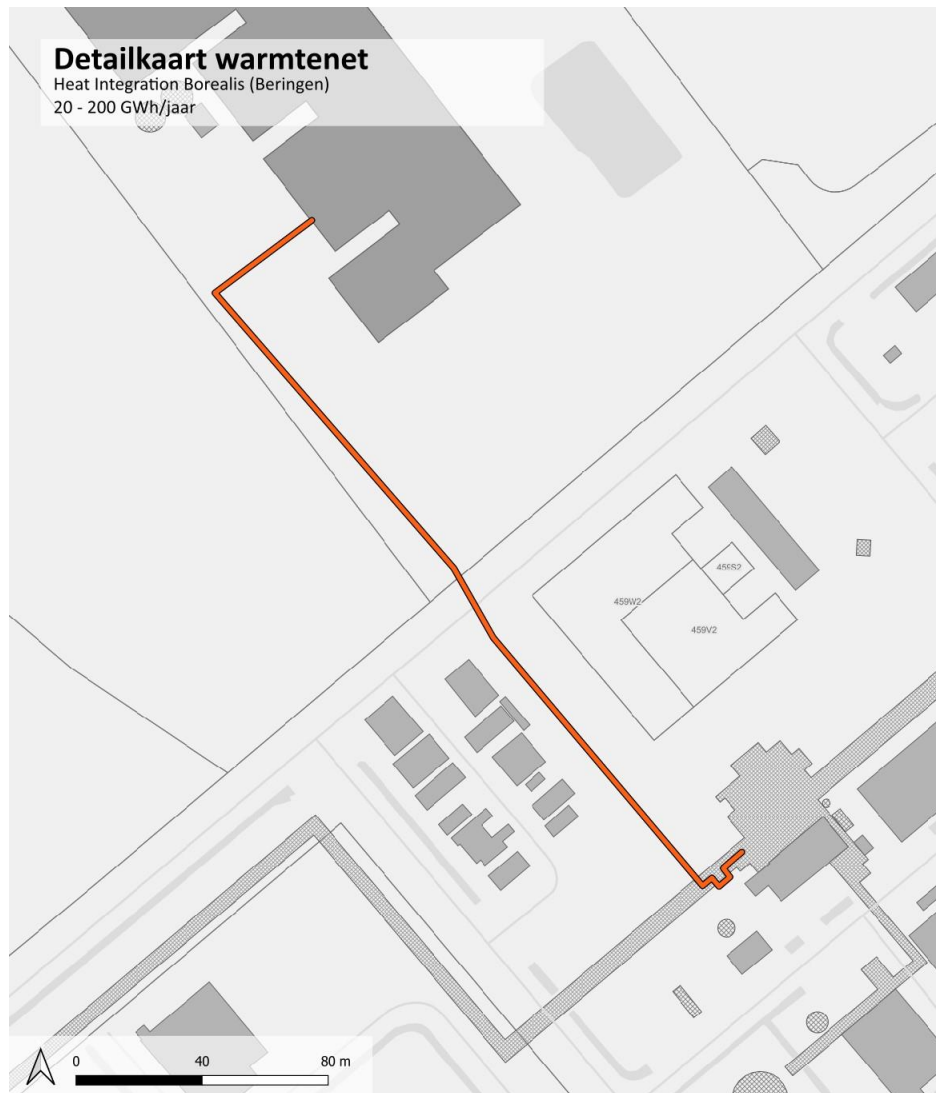 Detailkaart warmtenet
Heat Integration Borealis (Beringen)
20 - 200 GWh/jaar
459S2
459W2
459V2
0 40 80 m